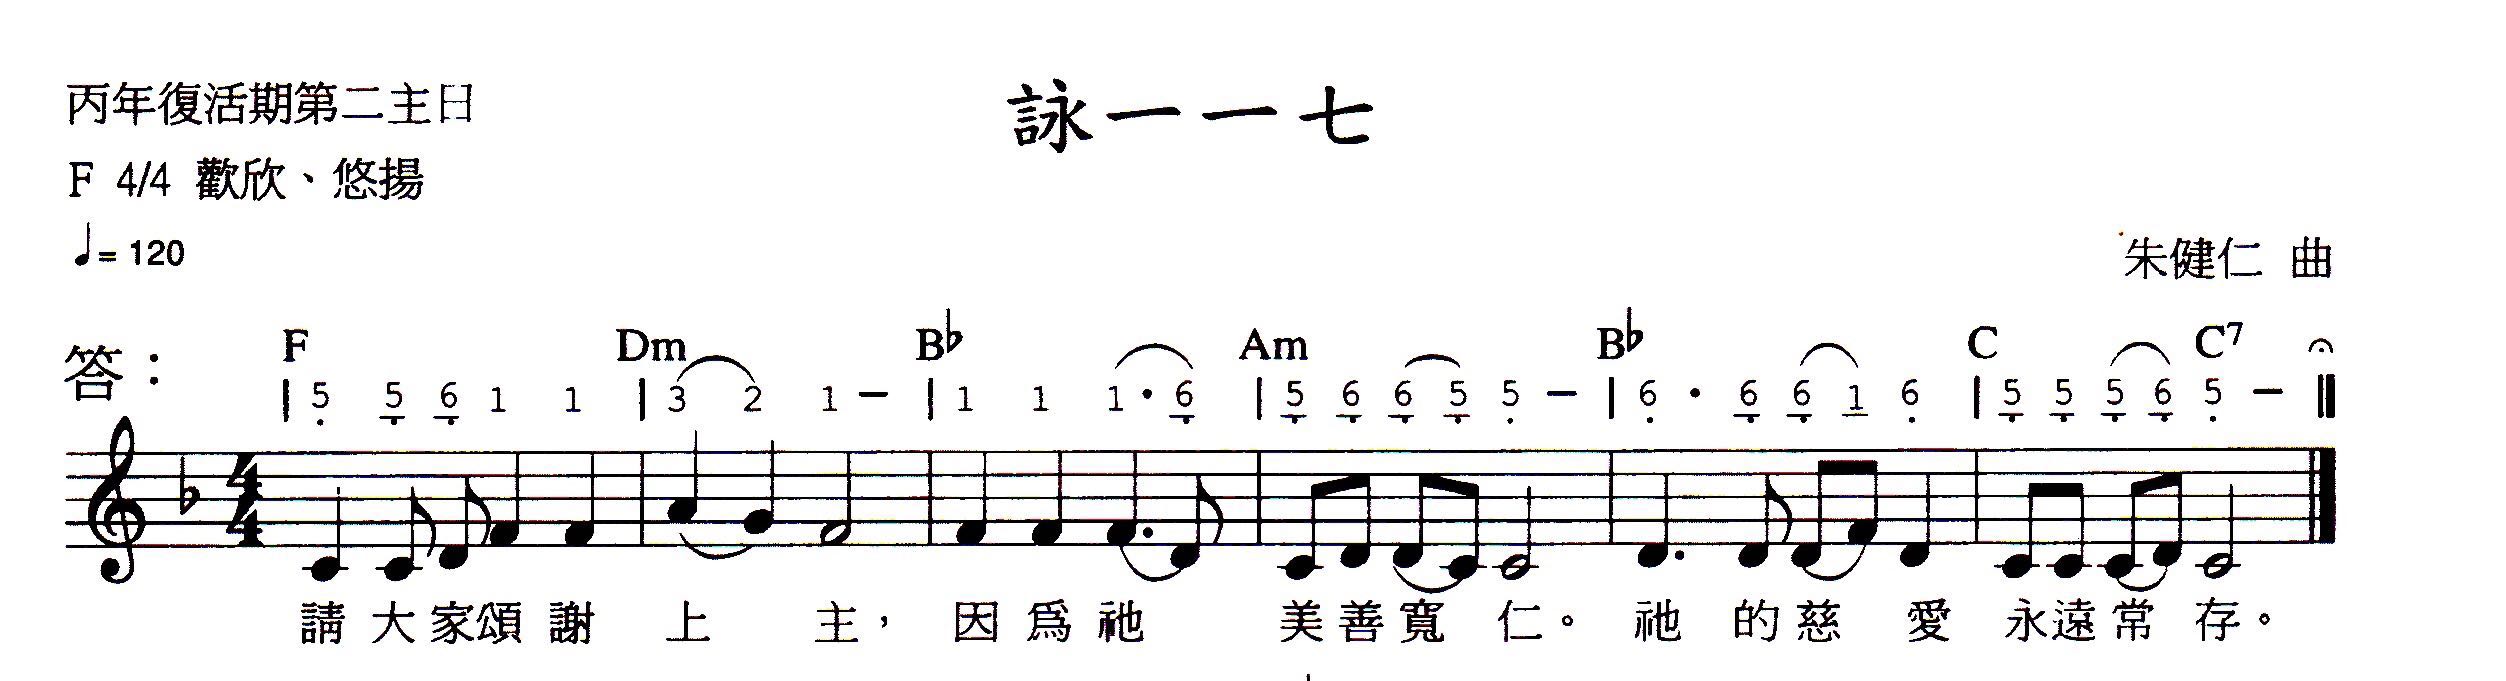 丙年復活期第二主日
詠一一七
F 4/4 歡欣、悠揚
♩= 120
朱健仁 曲
F Dm B♭ Am B♭ C C7
答：
| 5̣ 5̣ 6̣ 1 1 | 3 2 1 – | 1 1 1 · 6̣ | 5̣ 6̣ 6̣ 5̣ 5̣ – | 6̣ · 6̣ 6̣ 1 6̣ | 5̣ 5̣ 5̣ 6̣ 5̣ – ‖
4/4
請大家頌謝上主，因爲祂美善寬仁。祂的慈愛永遠常存。